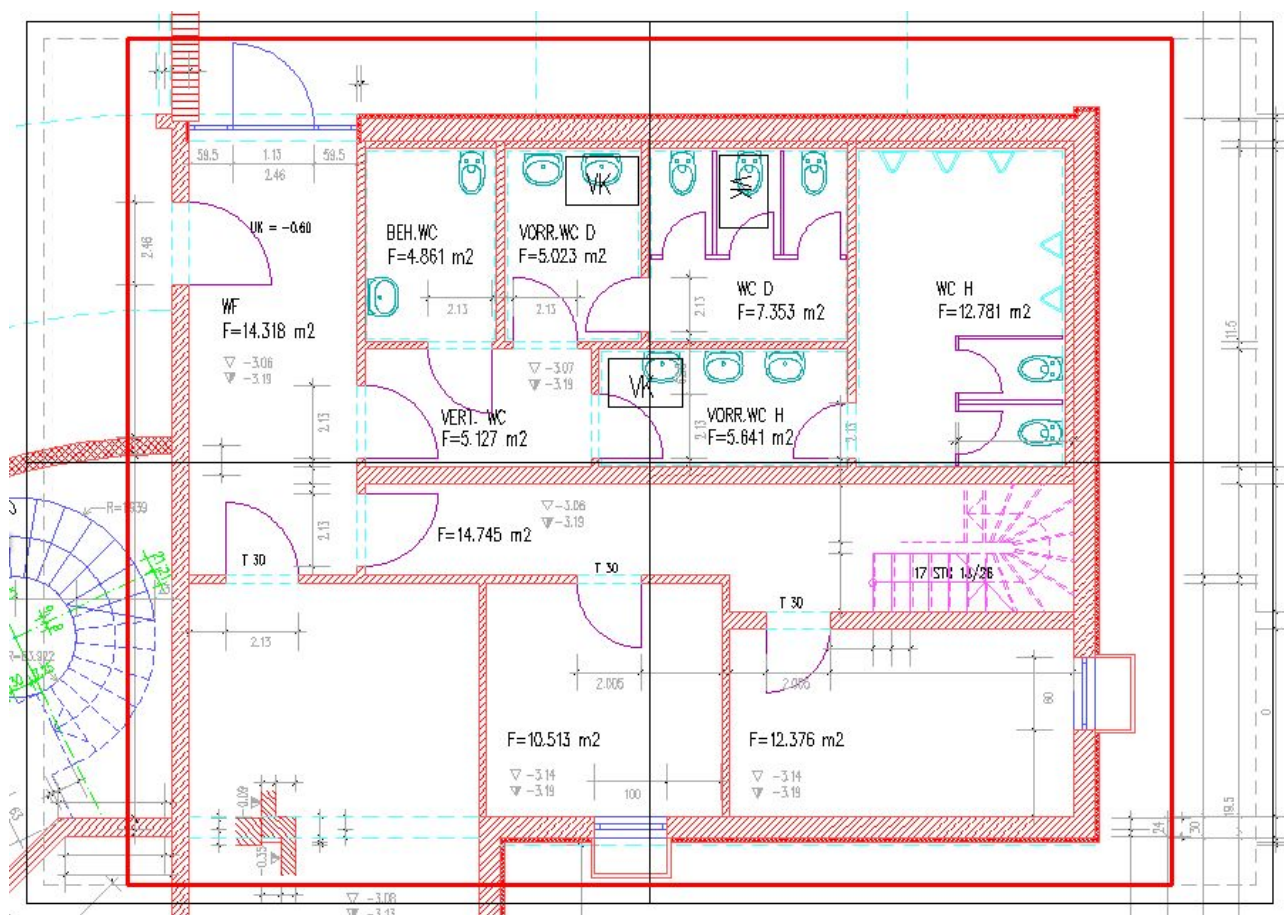 59.5
1.13
59.5
2.46
2.46
UK = -0.60
BEH.WC
F=4.861 m2
VORR.WC D
F=5.023 m2
VK
VK
WC D
F=7.353 m2
WC H
F=12.781 m2
2.13
2.13
2.13
WF
F=14.318 m2
-3.06
-3.19
-3.07
-3.19
11.5
VK
2.13
VERT. WC
F=5.127 m2
VORR.WC H
F=5.641 m2
2.13
2.13
-3.06
-3.19
2.13
F=14.745 m2
T 30
T 30
17 STG 18/26
T 30
2.13
2.005
2.005
60
0
F=10.513 m2
F=12.376 m2
-3.14
-3.19
-3.14
-3.19
100
-0.09
-0.35
63
24
30
19.5
-3.08
-3.13